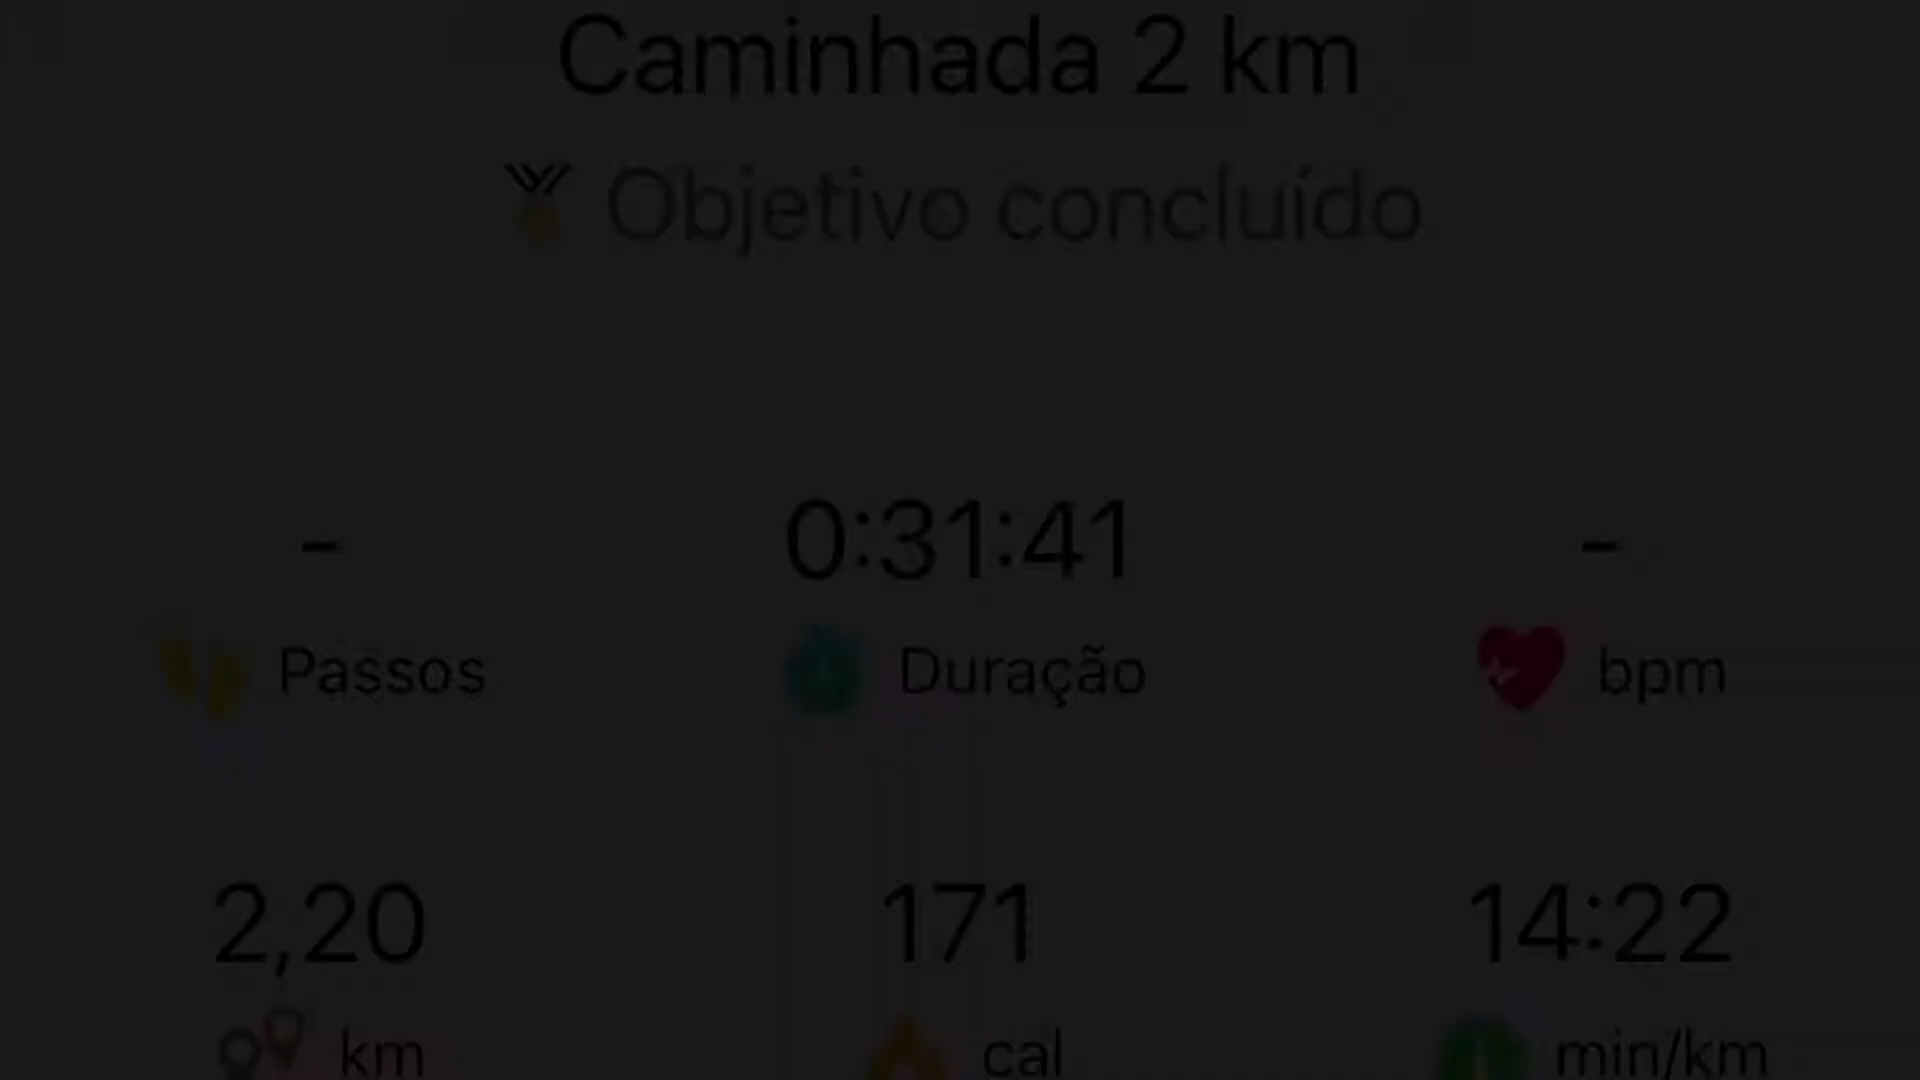 Caminhada 2 km
Objetivo concluído
- 0:31:41 -
Passos Duração bpm
2,20 171 14:22
km cal min/km